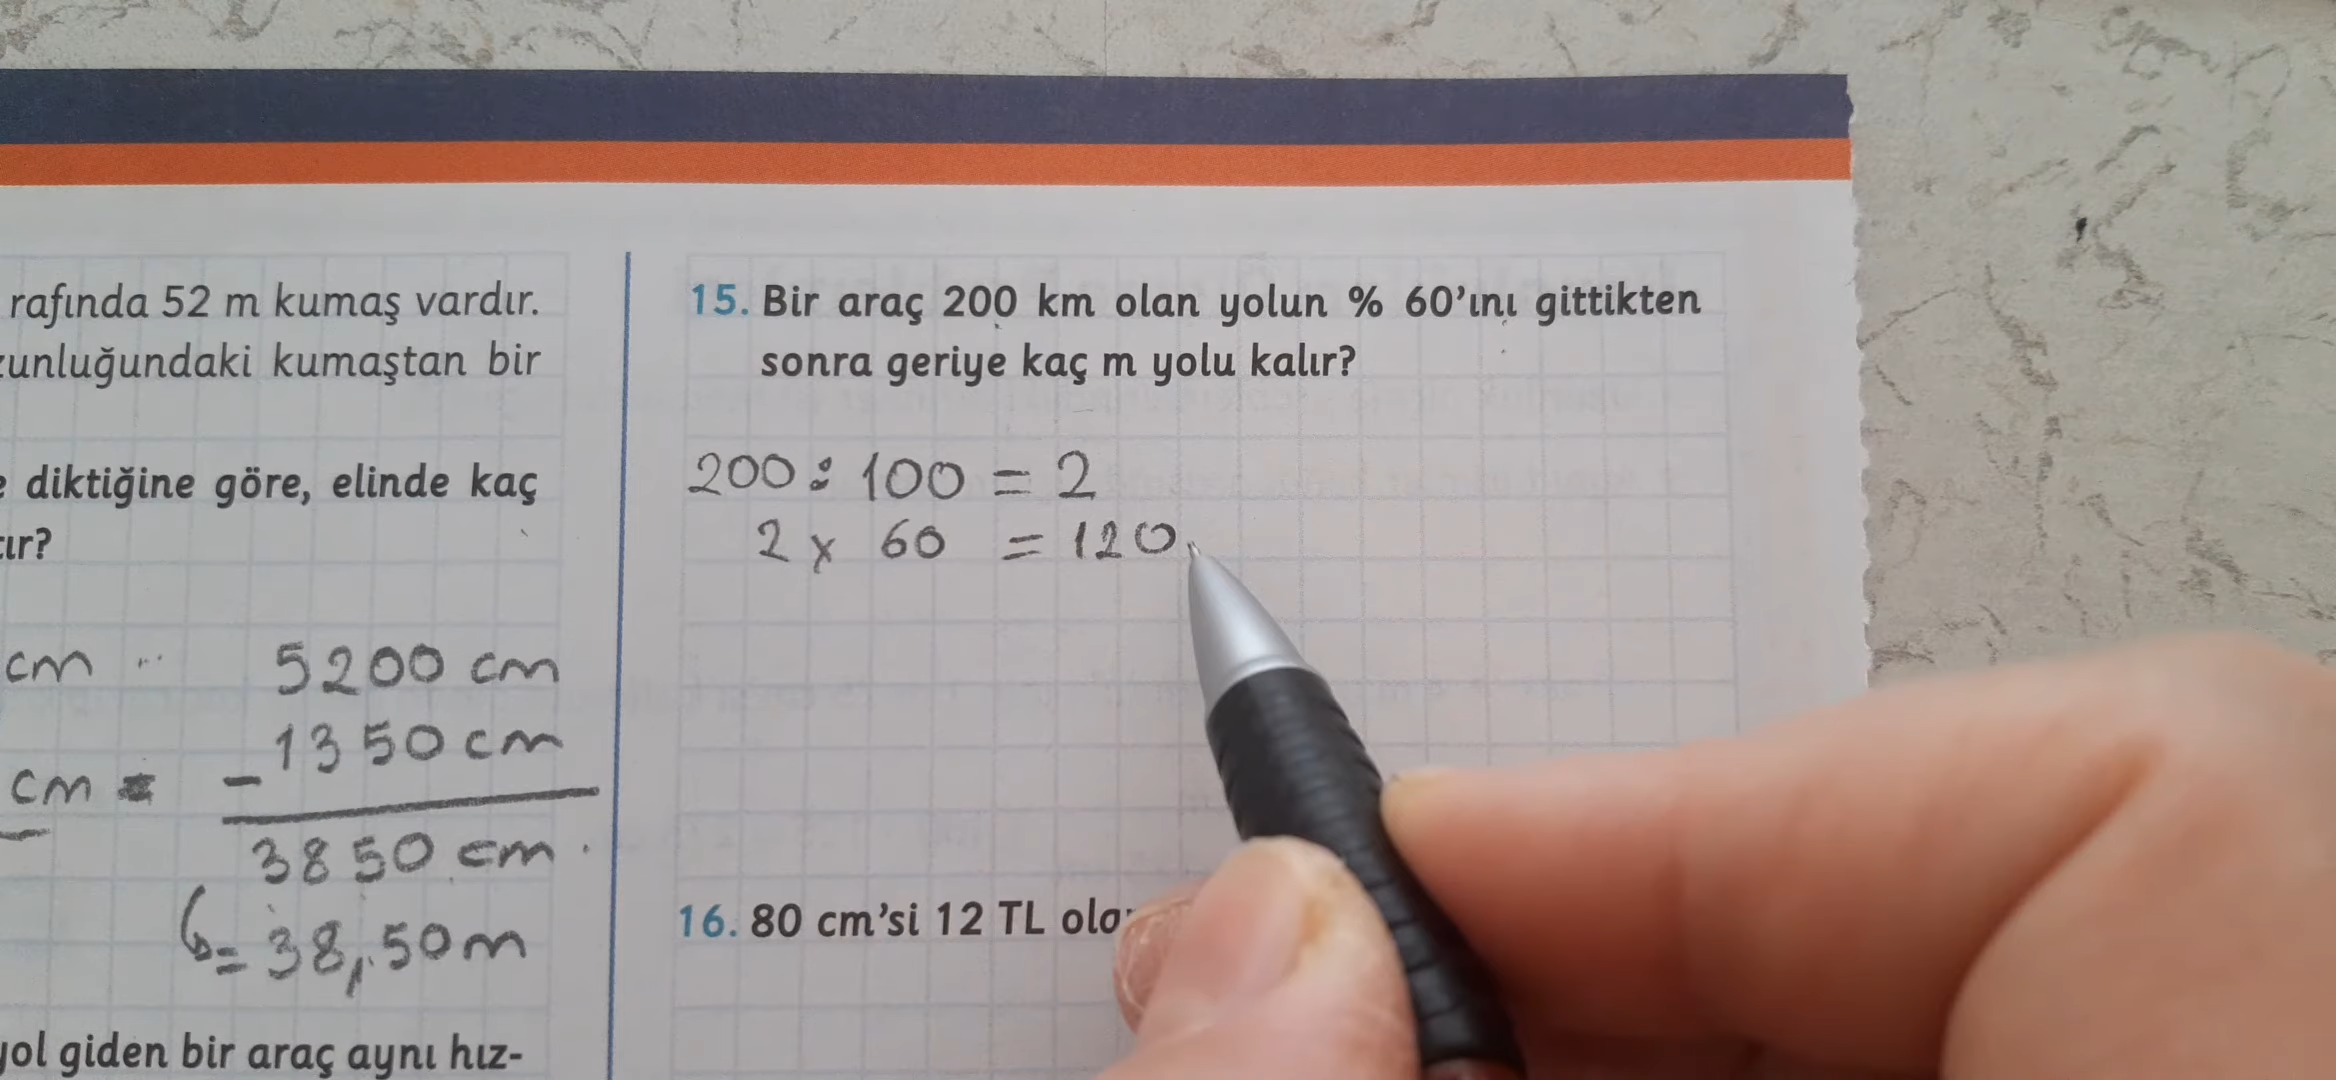 rafında 52 m kumaş vardır.
unluğundaki kumaştan bir
diktiğine göre, elinde kaç
cm
5200 cm
-1350 cm
cm =
3850 cm
= 38,50 m
yol giden bir araç aynı hız-
15. Bir araç 200 km olan yolun % 60'ını gittikten
sonra geriye kaç m yolu kalır?
200 : 100 = 2
2 x 60 = 120
16. 80 cm'si 12 TL